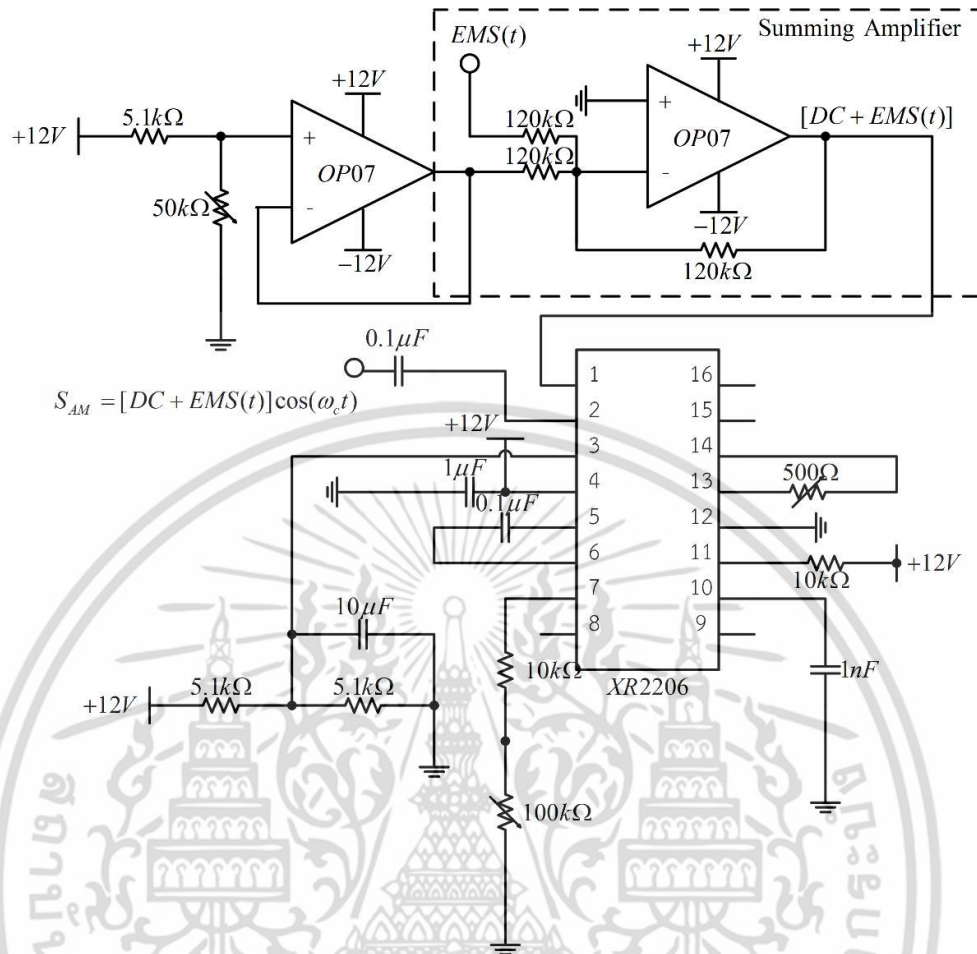 Summing Amplifier
EMS(t)
+12V
+12V
5.1kΩ
+12V
+
OP07
-
50kΩ
−12V
120kΩ
120kΩ
+
OP07
-
[DC + EMS(t)]
−12V
120kΩ
0.1μF
S_AM = [DC + EMS(t)]cos(ω_c t)
+12V
1μF
0.1μF
1
2
3
4
5
6
7
8
16
15
14
13
12
11
10
9
500Ω
10kΩ
+12V
10μF
5.1kΩ
5.1kΩ
+12V
10kΩ
XR2206
1nF
100kΩ